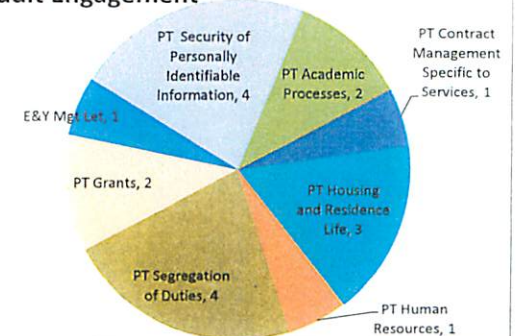 Engagement
PT Security of
Personally
Identifiable
Information, 4
PT Academic
Processes, 2
PT Contract
Management
Specific to
Services, 1
E&Y Mgt Let, 1
PT Grants, 2
PT Housing
and Residence
Life, 3
PT Segregation
of Duties, 4
PT Human
Resources, 1